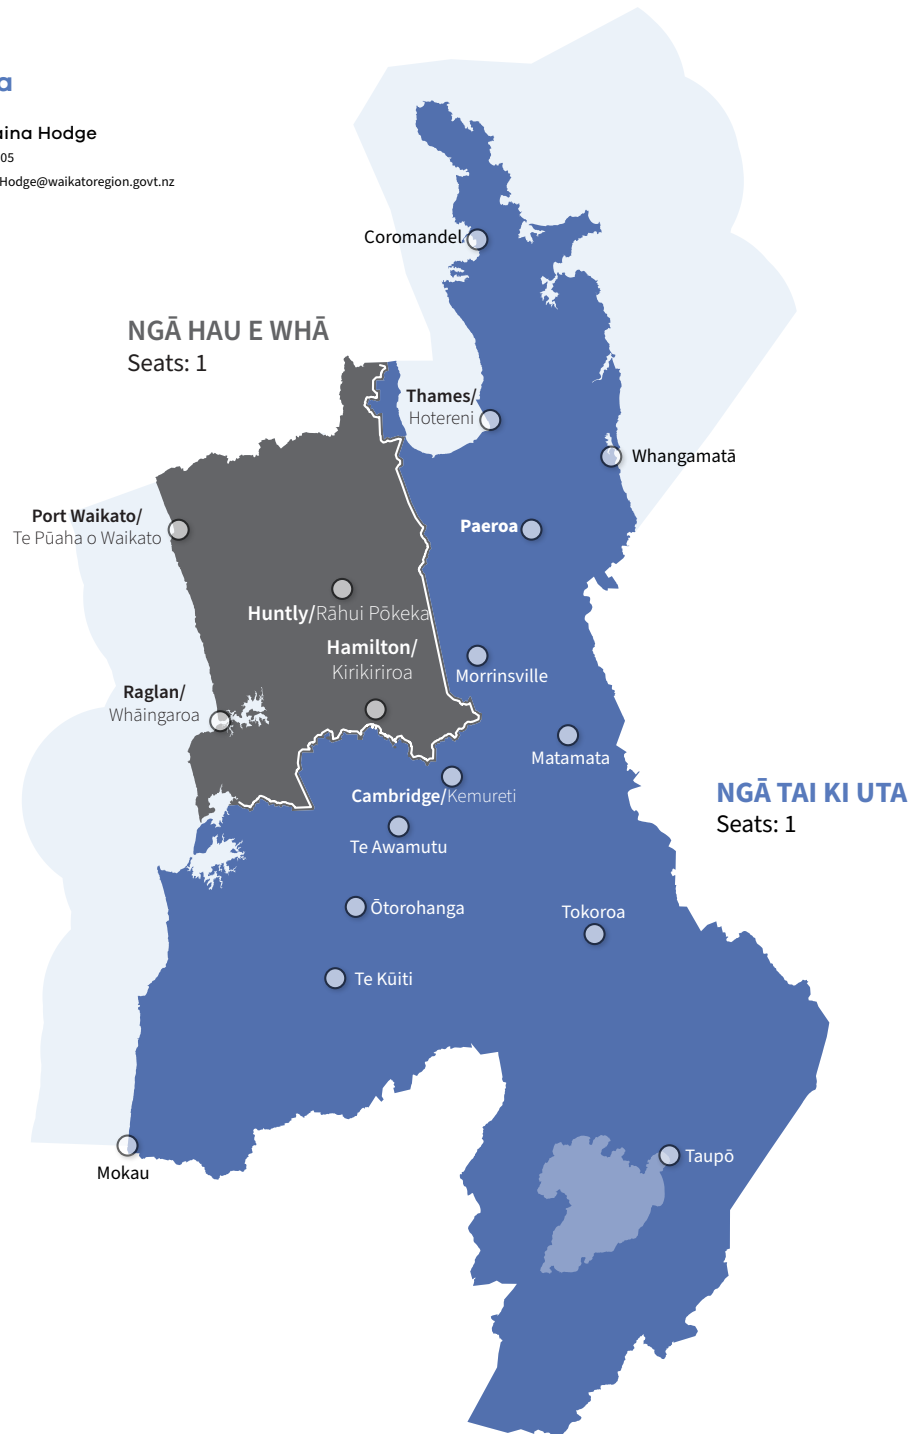 a
ina Hodge
05
Hodge@waikatoregion.govt.nz
Coromandel
NGĀ HAU E WHĀ
Seats: 1
Thames/
Hotereni
Whangamatā
Port Waikato/
Te Pūaha o Waikato
Paeroa
Huntly/Rāhui Pōkeka
Hamilton/
Kirikiriroa
Morrinsville
Raglan/
Whāingaroa
Matamata
Cambridge/Kemureti
NGĀ TAI KI UTA
Seats: 1
Te Awamutu
Ōtorohanga
Tokoroa
Te Kūiti
Mokau
Taupō